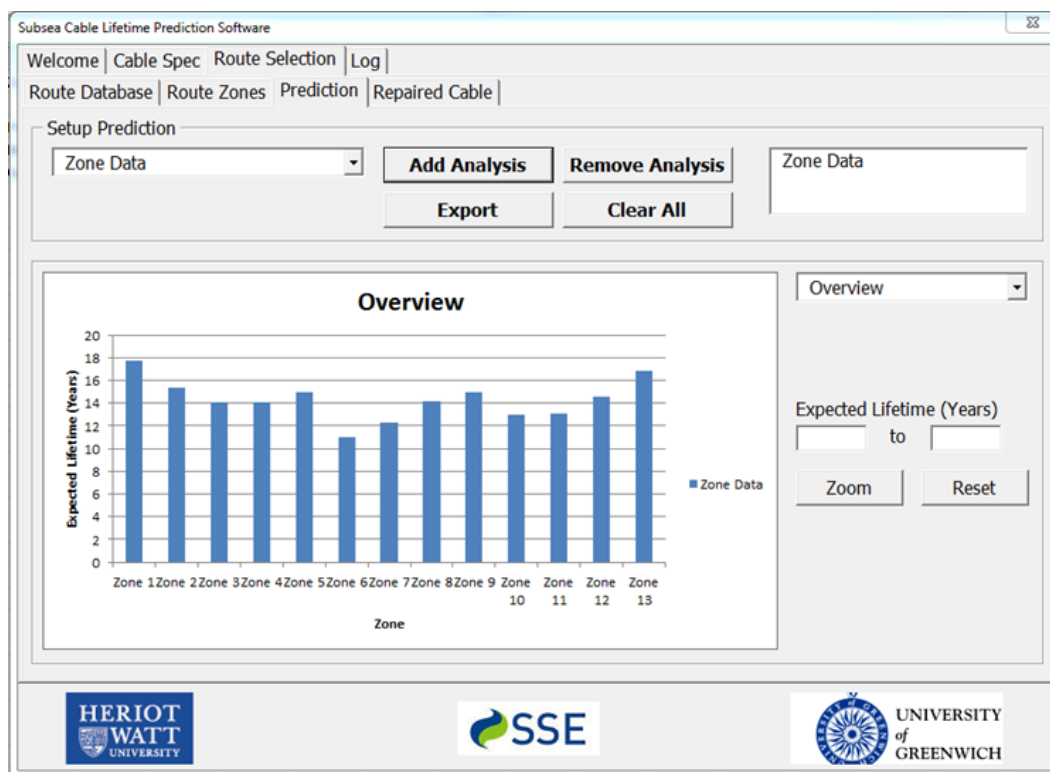 Subsea Cable Lifetime Prediction Software
Welcome Cable Spec Route Selection Log
Route Database Route Zones Prediction Repaired Cable
Setup Prediction
Zone Data Add Analysis Remove Analysis Zone Data
Export Clear All
Overview
Overview
20
18
16
14
12
10
8
6
4
2
0
Expected Lifetime (Years)
Zone 1 Zone 2 Zone 3 Zone 4 Zone 5 Zone 6 Zone 7 Zone 8 Zone 9 Zone 10 Zone 11 Zone 12 Zone 13
Zone
Zone Data
Expected Lifetime (Years)
to
Zoom Reset
HERIOT
WATT
UNIVERSITY
SSE
UNIVERSITY
of
GREENWICH
UNIVERSITY OF GREENWICH